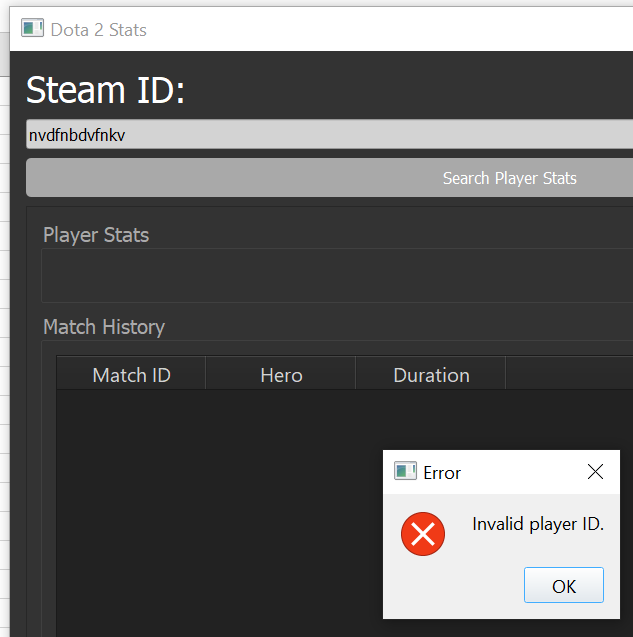 Dota 2 Stats
Steam ID:
nvdfnbdvfnkv
Search Player Stats
Player Stats
Match History
Match ID Hero Duration
Error
Invalid player ID.
OK